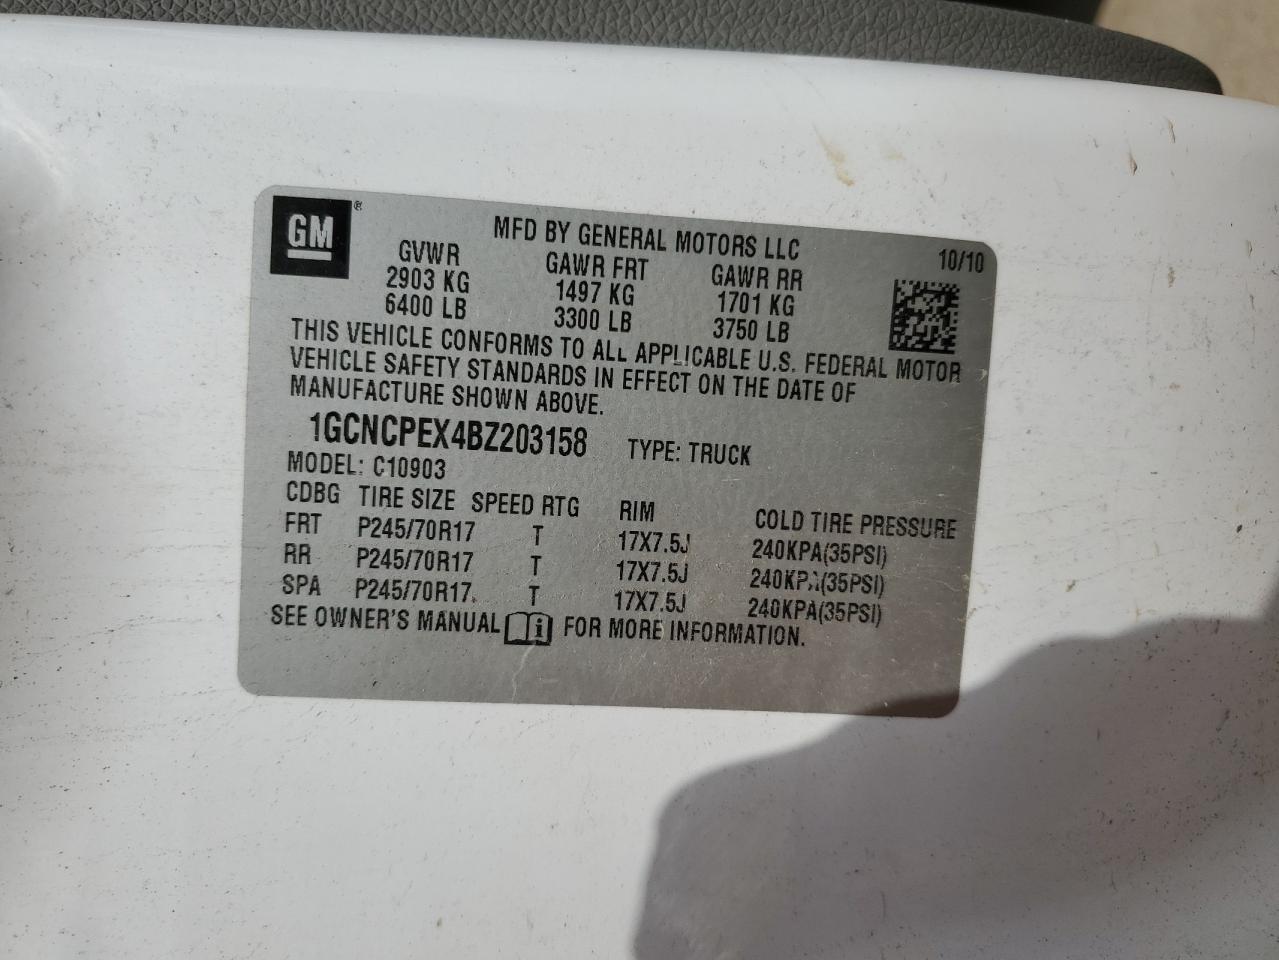 GM ®
MFD BY GENERAL MOTORS LLC 10/10
GVWR GAWR FRT GAWR RR
2903 KG 1497 KG 1701 KG
6400 LB 3300 LB 3750 LB
THIS VEHICLE CONFORMS TO ALL APPLICABLE U.S. FEDERAL MOTOR
VEHICLE SAFETY STANDARDS IN EFFECT ON THE DATE OF
MANUFACTURE SHOWN ABOVE.
1GCNCPEX4BZ203158 TYPE: TRUCK
MODEL: C10903
CDBG TIRE SIZE SPEED RTG RIM COLD TIRE PRESSURE
FRT P245/70R17 T 17X7.5J 240KPA(35PSI)
RR P245/70R17 T 17X7.5J 240KPA(35PSI)
SPA P245/70R17 T 17X7.5J 240KPA(35PSI)
SEE OWNER'S MANUAL i FOR MORE INFORMATION.